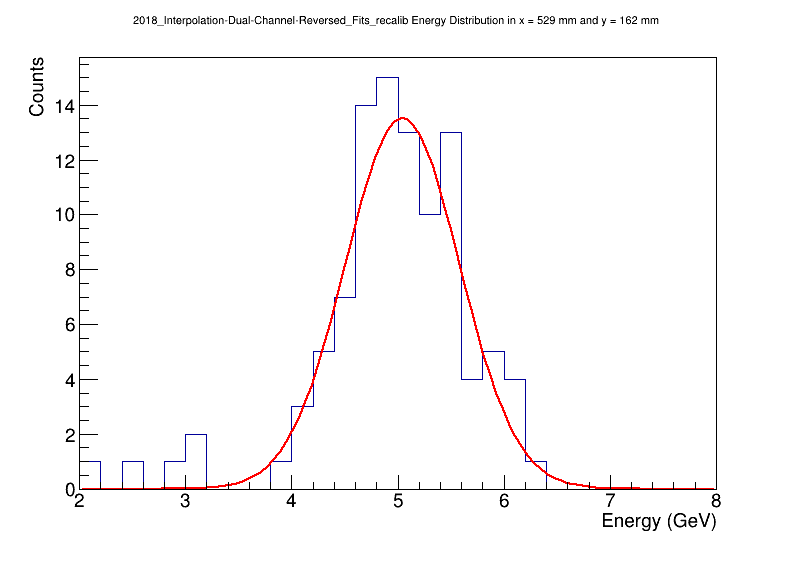 2018_Interpolation-Dual-Channel-Reversed_Fits_recalib Energy Distribution in x = 529 mm and y = 162 mm
Counts
14
12
10
8
6
4
2
0
2 3 4 5 6 7 8
Energy (GeV)